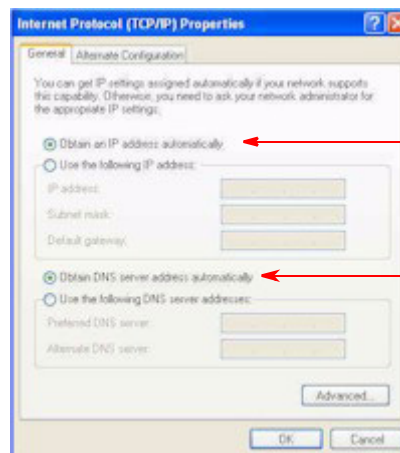 Internet Protocol (TCP/IP) Properties
General
Alternate Configuration
You can get IP settings assigned automatically if your network supports
this capability. Otherwise, you need to ask your network administrator for
the appropriate IP settings.
Obtain an IP address automatically
Use the following IP address:
IP address:
Subnet mask:
Default gateway:
Obtain DNS server address automatically
Use the following DNS server addresses:
Preferred DNS server:
Alternate DNS server:
Advanced...
OK
Cancel